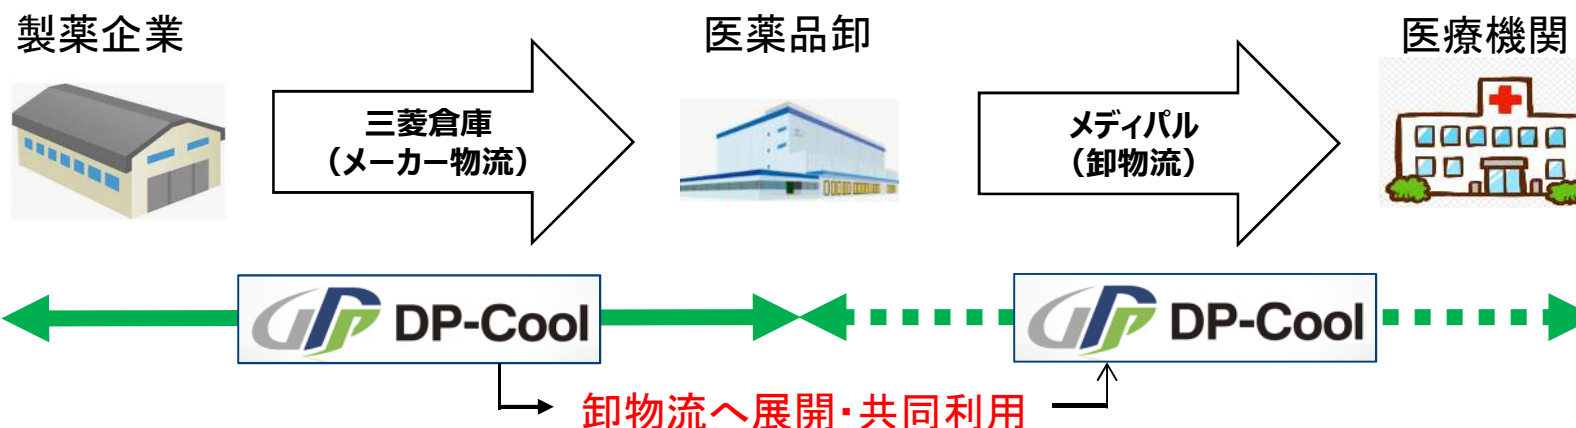 製薬企業
医薬品卸
医療機関
三菱倉庫
(メーカー物流)
メディパル
(卸物流)
DP-Cool
DP-Cool
卸物流へ展開・共同利用